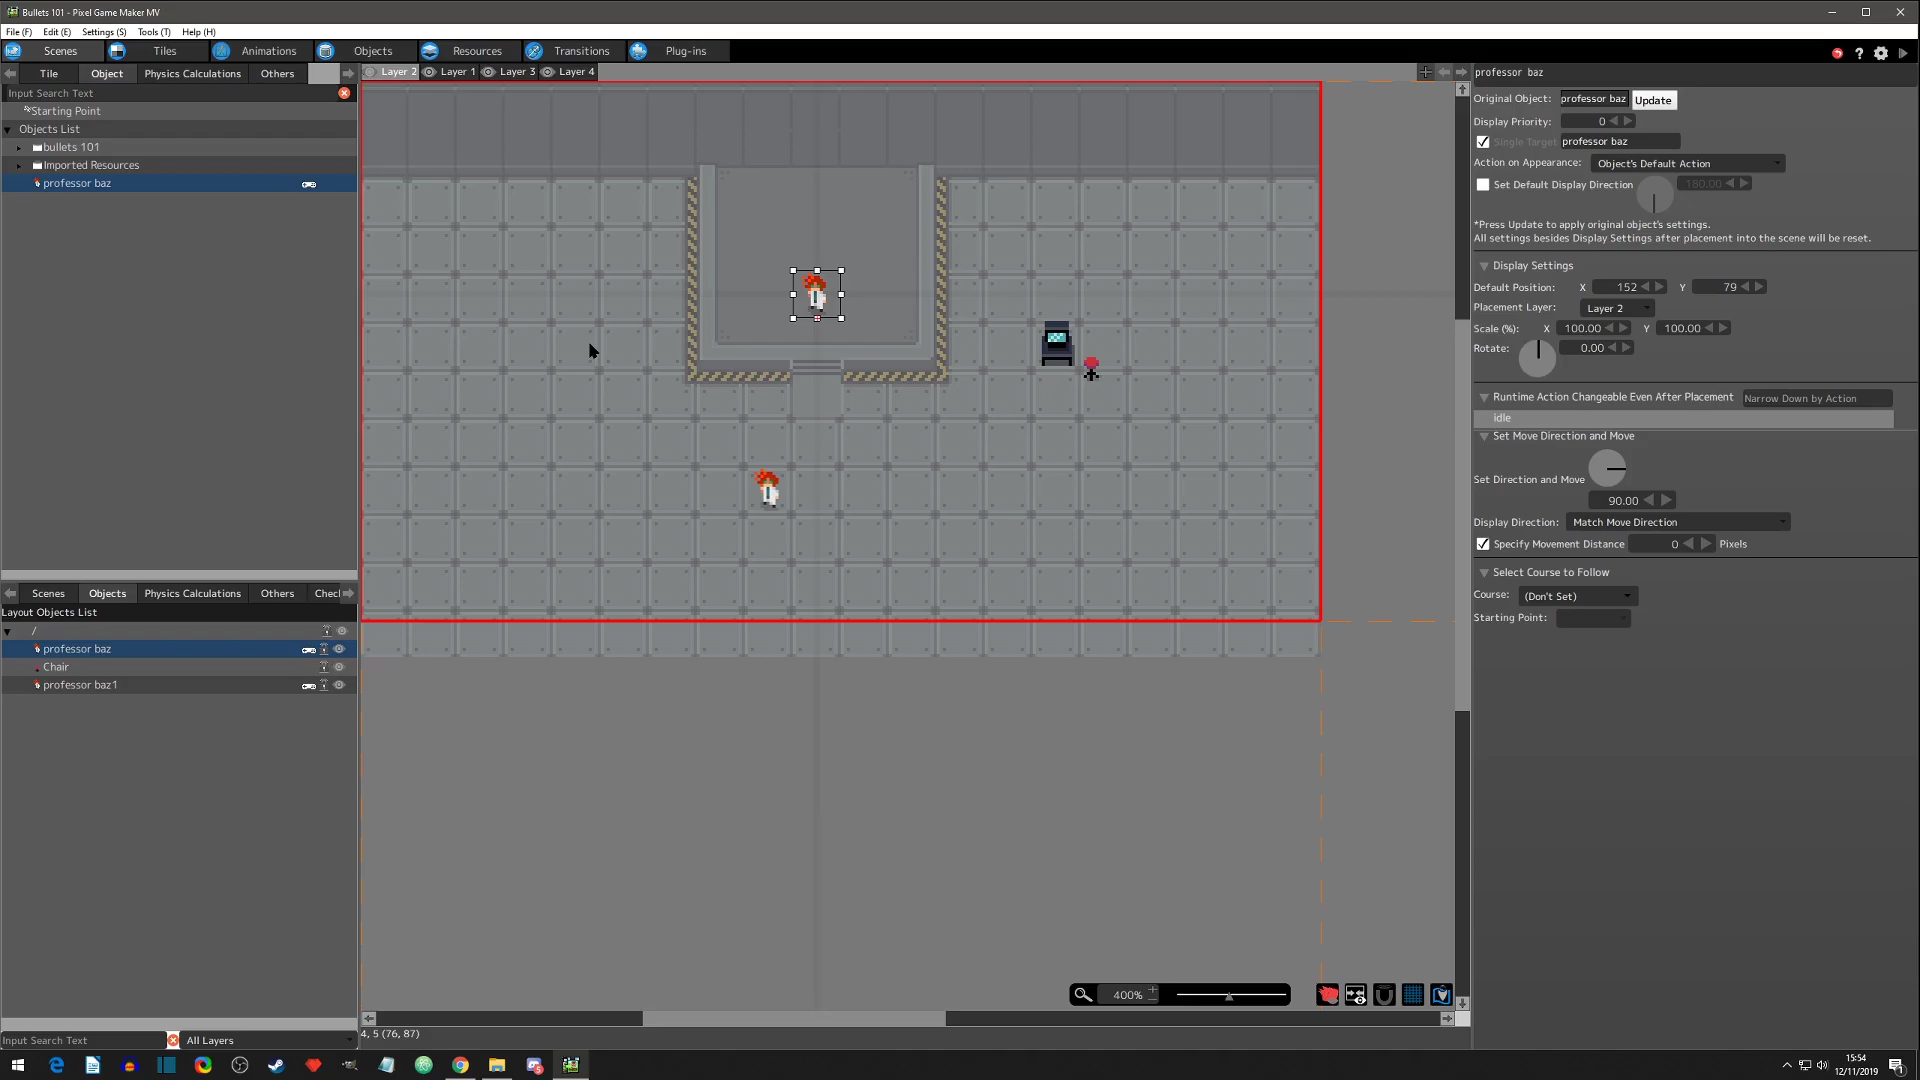 Bullets 101 - Pixel Game Maker MV
File (F) Edit (E) Settings (S) Tools (T) Help (H)
Scenes Tiles Animations Objects Resources Transitions Plug-ins
Tile Object Physics Calculations Others
Layer 2 Layer 1 Layer 3 Layer 4
Input Search Text
Starting Point
Objects List
bullets 101
Imported Resources
professor baz
Scenes Objects Physics Calculations Others Checl
Layout Objects List
/
professor baz
Chair
professor baz1
Input Search Text All Layers
400%
4, 5 (76, 87)
professor baz
Original Object: professor baz Update
Display Priority: 0
Single Target professor baz
Action on Appearance: Object's Default Action
Set Default Display Direction 180.00
*Press Update to apply original object's settings.
All settings besides Display Settings after placement into the scene will be reset.
Display Settings
Default Position: X 152 Y 79
Placement Layer: Layer 2
Scale (%): X 100.00 Y 100.00
Rotate: 0.00
Runtime Action Changeable Even After Placement Narrow Down by Action
idle
Set Move Direction and Move
Set Direction and Move
90.00
Display Direction: Match Move Direction
Specify Movement Distance 0 Pixels
Select Course to Follow
Course: (Don't Set)
Starting Point:
15:54
12/11/2019